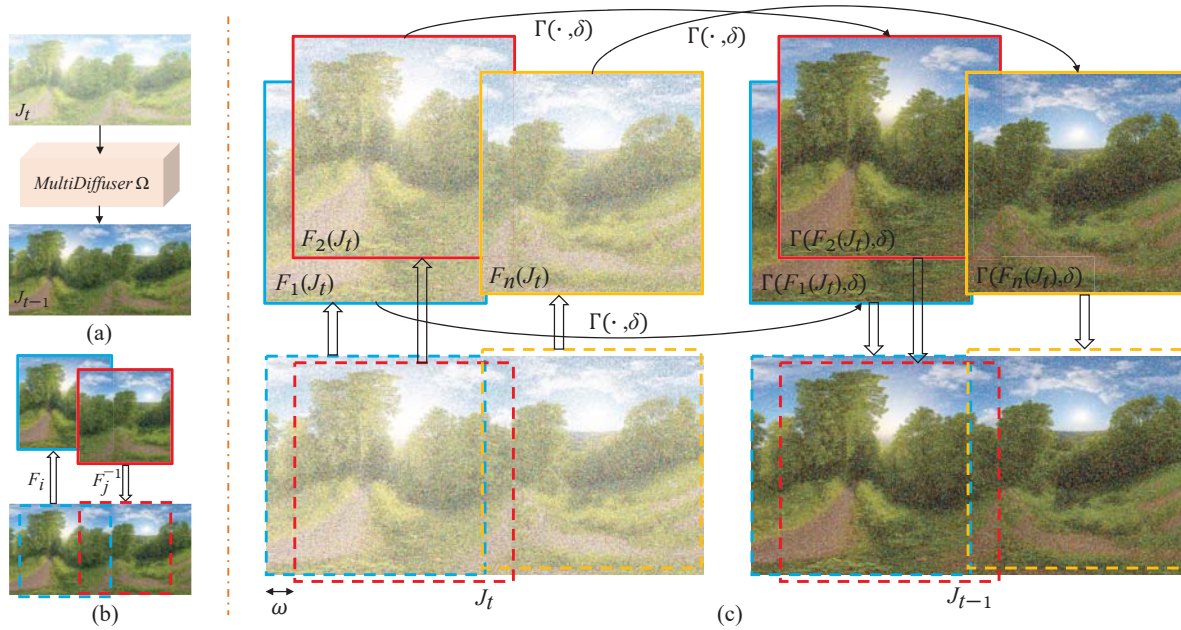 J_t
MultiDiffuser Ω
J_{t−1}
(a)
F_i
F_j^{−1}
(b)
Γ(· ,δ)
Γ(· ,δ)
F_2(J_t)
F_1(J_t)
F_n(J_t)
Γ(F_2(J_t),δ)
Γ(F_1(J_t),δ)
Γ(F_n(J_t),δ)
Γ(· ,δ)
ω
J_t
(c)
J_{t−1}